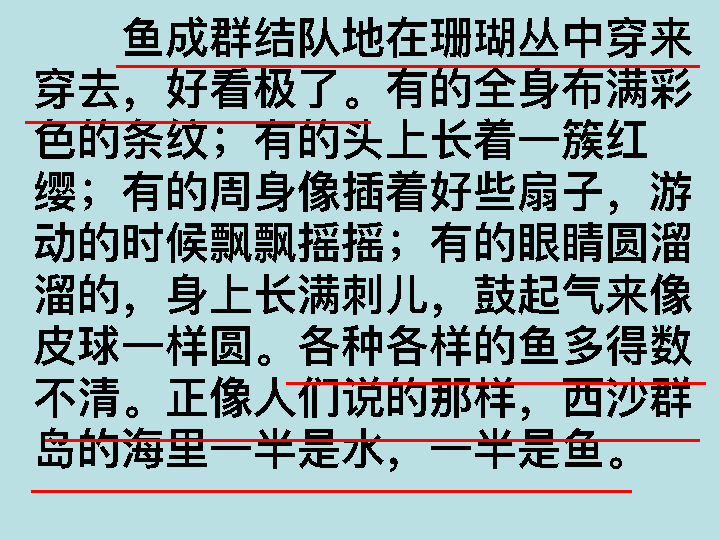 鱼成群结队地在珊瑚丛中穿来
穿去，好看极了。有的全身布满彩
色的条纹；有的头上长着一簇红
缨；有的周身像插着好些扇子，游
动的时候飘飘摇摇；有的眼睛圆溜
溜的，身上长满刺儿，鼓起气来像
皮球一样圆。各种各样的鱼多得数
不清。正像人们说的那样，西沙群
岛的海里一半是水，一半是鱼。